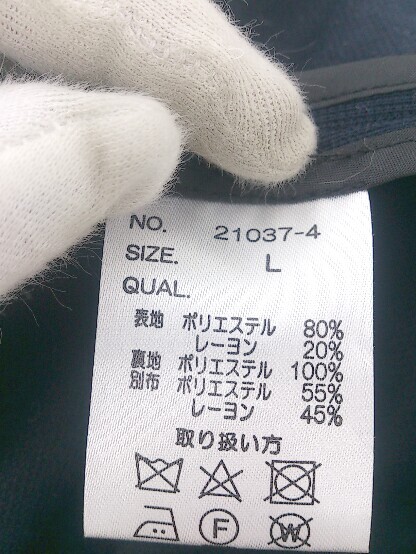 NO. 21037-4
SIZE. L
QUAL.
表地 ポリエステル 80%
レーヨン 20%
裏地 ポリエステル 100%
別布 ポリエステル 55%
レーヨン 45%
取り扱い方
F
W